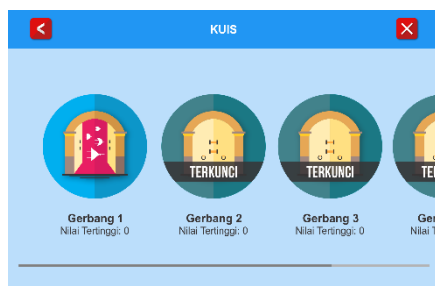 KUIS
TERKUNCI
TERKUNCI
Gerbang 1
Nilai Tertinggi: 0
Gerbang 2
Nilai Tertinggi: 0
Gerbang 3
Nilai Tertinggi: 0